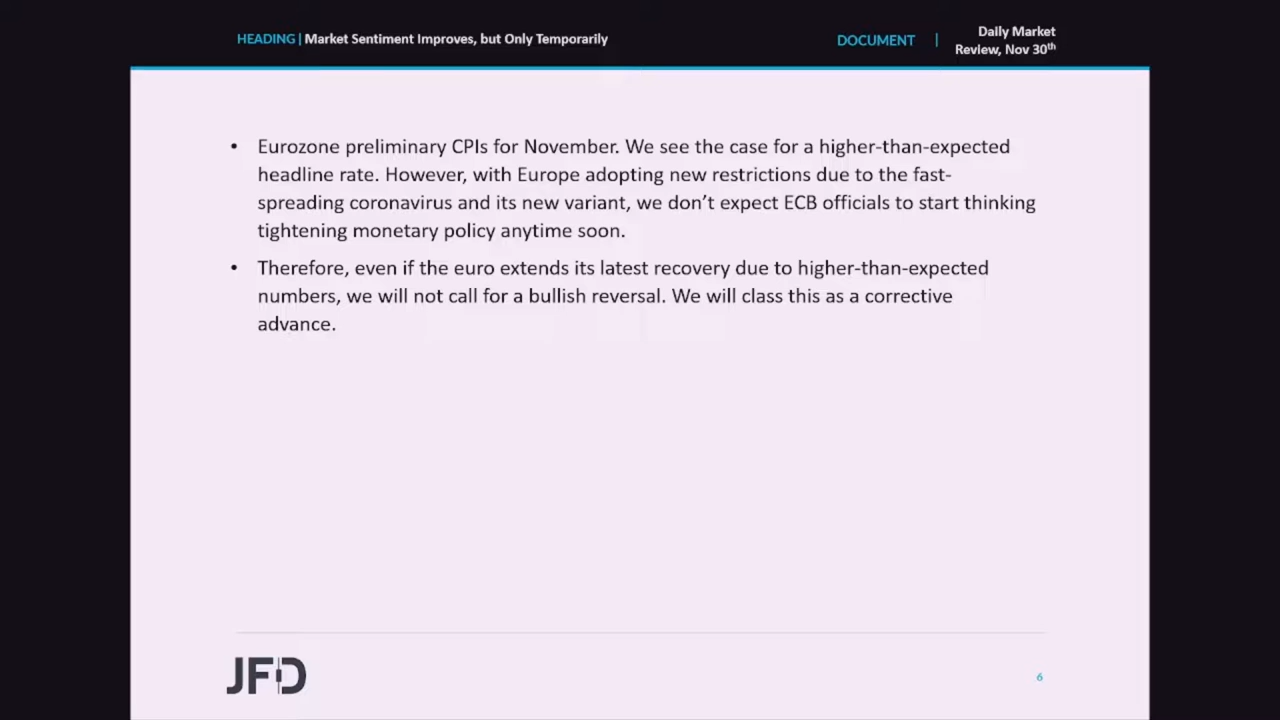 HEADING | Market Sentiment Improves, but Only Temporarily
DOCUMENT | Daily Market
Review, Nov 30th
• Eurozone preliminary CPIs for November. We see the case for a higher-than-expected
headline rate. However, with Europe adopting new restrictions due to the fast-
spreading coronavirus and its new variant, we don’t expect ECB officials to start thinking
tightening monetary policy anytime soon.
• Therefore, even if the euro extends its latest recovery due to higher-than-expected
numbers, we will not call for a bullish reversal. We will class this as a corrective
advance.
JFD
6